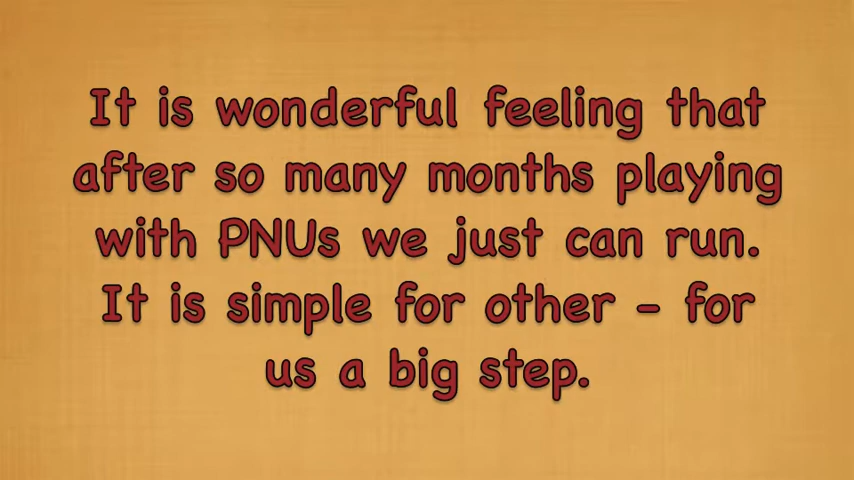 It is wonderful feeling that
after so many months playing
with PNUs we just can run.
It is simple for other - for
us a big step.